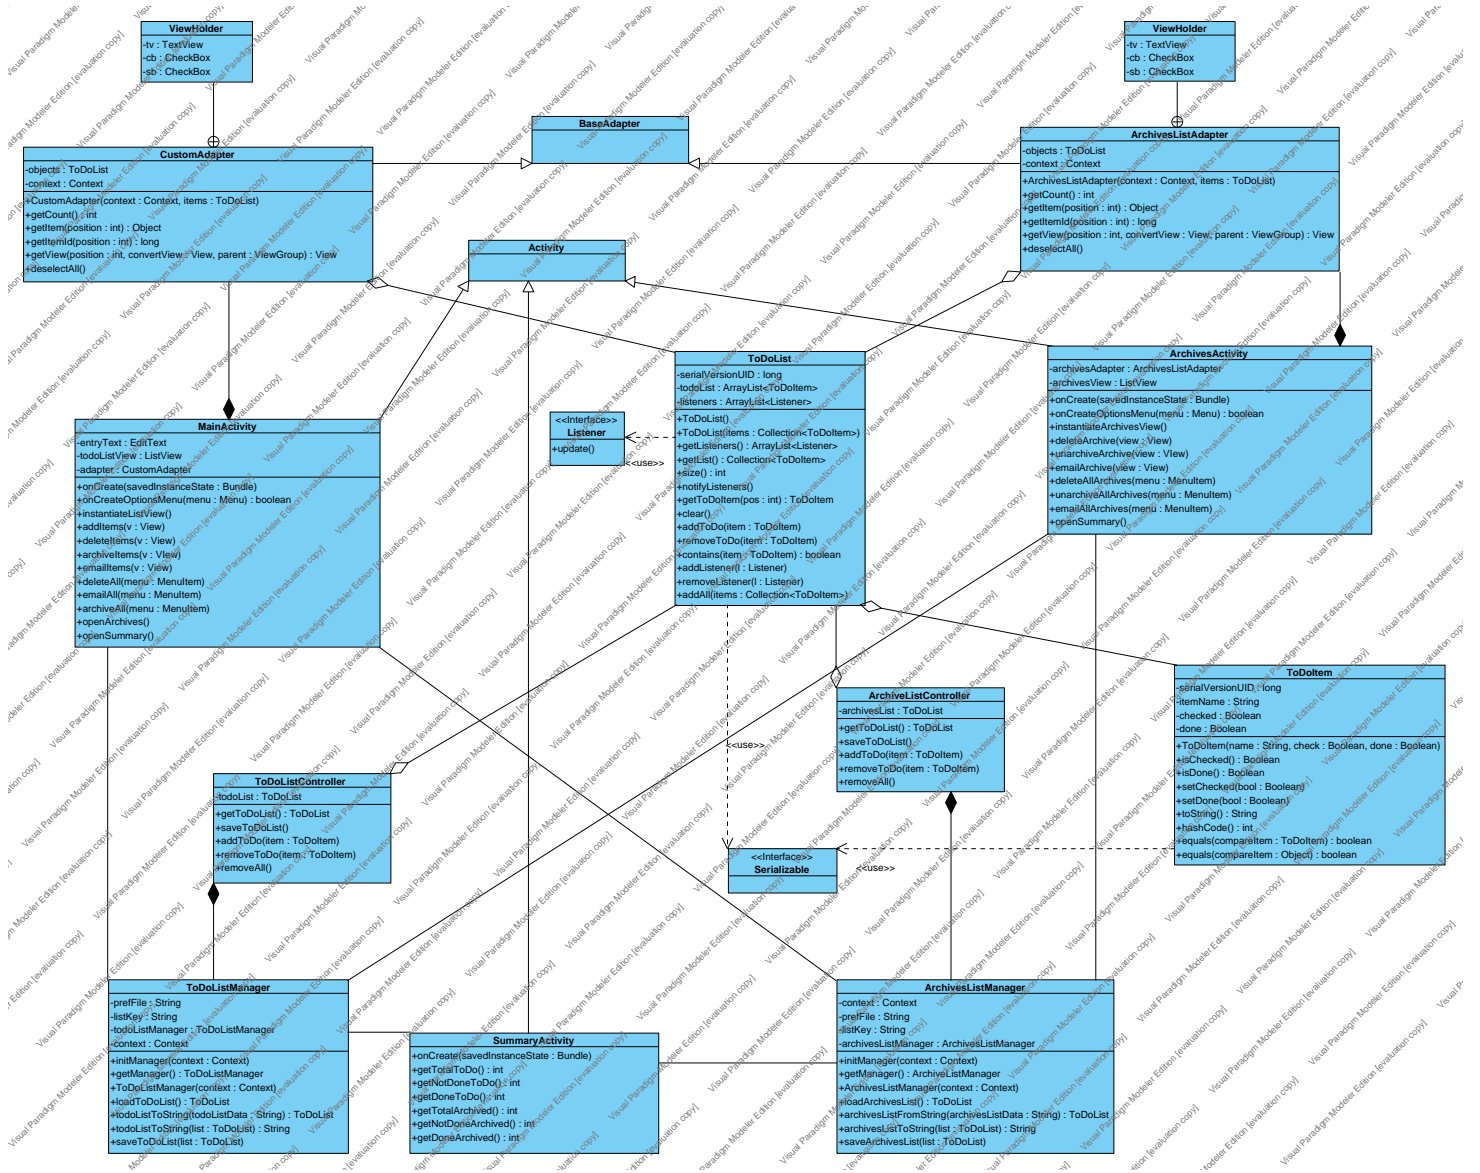 ViewHolder
-tv : TextView
-cb : CheckBox
-sb : CheckBox
ViewHolder
-tv : TextView
-cb : CheckBox
-sb : CheckBox
BaseAdapter
CustomAdapter
-objects : ToDoList
-context : Context
+CustomAdapter(context : Context, items : ToDoList)
+getCount() : int
+getItem(position : int) : Object
+getItemId(position : int) : long
+getView(position : int, convertView : View, parent : ViewGroup) : View
+deselectAll()
ArchivesListAdapter
-objects : ToDoList
-context : Context
+ArchivesListAdapter(context : Context, items : ToDoList)
+getCount() : int
+getItem(position : int) : Object
+getItemId(position : int) : long
+getView(position : int, convertView : View, parent : ViewGroup) : View
+deselectAll()
Activity
ToDoList
-serialVersionUID : long
-todoList : ArrayList<ToDoItem>
-listeners : ArrayList<Listener>
+ToDoList()
+ToDoList(items : Collection<ToDoItem>)
+getListeners() : ArrayList<Listener>
+getList() : Collection<ToDoItem>
+size() : int
+notifyListeners()
+getToDoItem(pos : int) : ToDoItem
+clear()
+addToDo(item : ToDoItem)
+removeToDo(item : ToDoItem)
+contains(item : ToDoItem) : boolean
+addListener(l : Listener)
+removeListener(l : Listener)
+addAll(items : Collection<ToDoItem>)
ArchivesActivity
-archivesAdapter : ArchivesListAdapter
-archivesView : ListView
+onCreate(savedInstanceState : Bundle)
+onCreateOptionsMenu(menu : Menu) : boolean
+instantiateArchivesView()
+deleteArchive(view : View)
+unarchiveArchive(view : VIew)
+emailArchive(view : View)
+deleteAllArchives(menu : MenuItem)
+unarchiveAllArchives(menu : MenuItem)
+emailAllArchives(menu : MenuItem)
+openSummary()
<<Interface>>
Listener
+update()
<<use>>
MainActivity
-entryText : EditText
-todoListView : ListView
-adapter : CustomAdapter
+onCreate(savedInstanceState : Bundle)
+onCreateOptionsMenu(menu : Menu) : boolean
+instantiateListView()
+addItems(v : View)
+deleteItems(v : View)
+archiveItems(v : VIew)
+emailItems(v : View)
+deleteAll(menu : MenuItem)
+emailAll(menu : MenuItem)
+archiveAll(menu : MenuItem)
+openArchives()
+openSummary()
ToDoItem
-serialVersionUID : long
-itemName : String
-checked : Boolean
-done : Boolean
+ToDoItem(name : String, check : Boolean, done : Boolean)
+isChecked() : Boolean
+isDone() : Boolean
+setChecked(bool : Boolean)
+setDone(bool : Boolean)
+toString() : String
+hashCode() : int
+equals(compareItem : ToDoItem) : boolean
+equals(compareItem : Object) : boolean
ArchiveListController
-archivesList : ToDoList
+getToDoList() : ToDoList
+saveToDoList()
+addToDo(item : ToDoItem)
+removeToDo(item : ToDoItem)
+removeAll()
<<use>>
ToDoListController
-todoList : ToDoList
+getToDoList() : ToDoList
+saveToDoList()
+addToDo(item : ToDoItem)
+removeToDo(item : ToDoItem)
+removeAll()
<<Interface>>
Serializable
<<use>>
ToDoListManager
-prefFile : String
-listKey : String
-todoListManager : ToDoListManager
-context : Context
+initManager(context : Context)
+getManager() : ToDoListManager
+ToDoListManager(context : Context)
+loadToDoList() : ToDoList
+todoListToString(todoListData : String) : ToDoList
+todoListToString(list : ToDoList) : String
+saveToDoList(list : ToDoList)
SummaryActivity
+onCreate(savedInstanceState : Bundle)
+getTotalToDo() : int
+getNotDoneToDo() : int
+getDoneToDo() : int
+getTotalArchived() : int
+getNotDoneArchived() : int
+getDoneArchived() : int
ArchivesListManager
-context : Context
-prefFile : String
-listKey : String
-archivesListManager : ArchivesListManager
+initManager(context : Context)
+getManager() : ArchiveListManager
+ArchivesListManager(context : Context)
+loadArchivesList() : ToDoList
+archivesListFromString(archivesListData : String) : ToDoList
+archivesListToString(list : ToDoList) : String
+saveArchivesList(list : ToDoList)
Visual Paradigm Modeler Edition [evaluation copy]